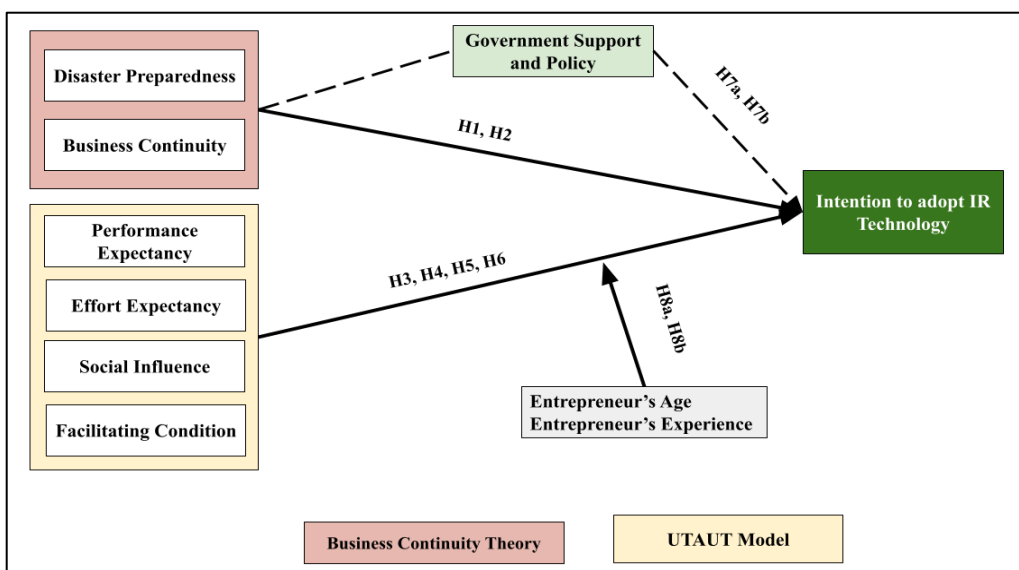 Disaster Preparedness
Business Continuity
Government Support
and Policy
H7a, H7b
H1, H2
Intention to adopt IR
Technology
Performance
Expectancy
Effort Expectancy
Social Influence
Facilitating Condition
H3, H4, H5, H6
H8a, H8b
Entrepreneur’s Age
Entrepreneur’s Experience
Business Continuity Theory
UTAUT Model